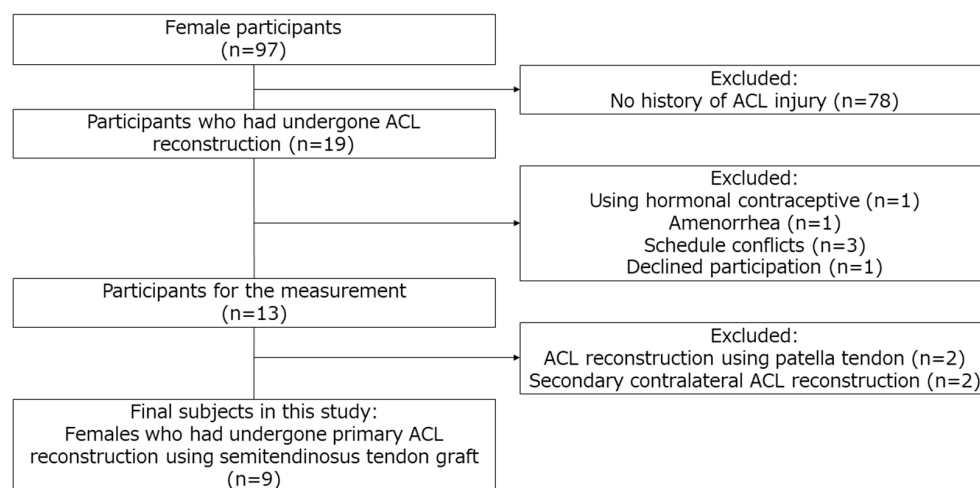 Female participants
(n=97)
Excluded:
No history of ACL injury (n=78)
Participants who had undergone ACL
reconstruction (n=19)
Excluded:
Using hormonal contraceptive (n=1)
Amenorrhea (n=1)
Schedule conflicts (n=3)
Declined participation (n=1)
Participants for the measurement
(n=13)
Excluded:
ACL reconstruction using patella tendon (n=2)
Secondary contralateral ACL reconstruction (n=2)
Final subjects in this study:
Females who had undergone primary ACL
reconstruction using semitendinosus tendon graft
(n=9)